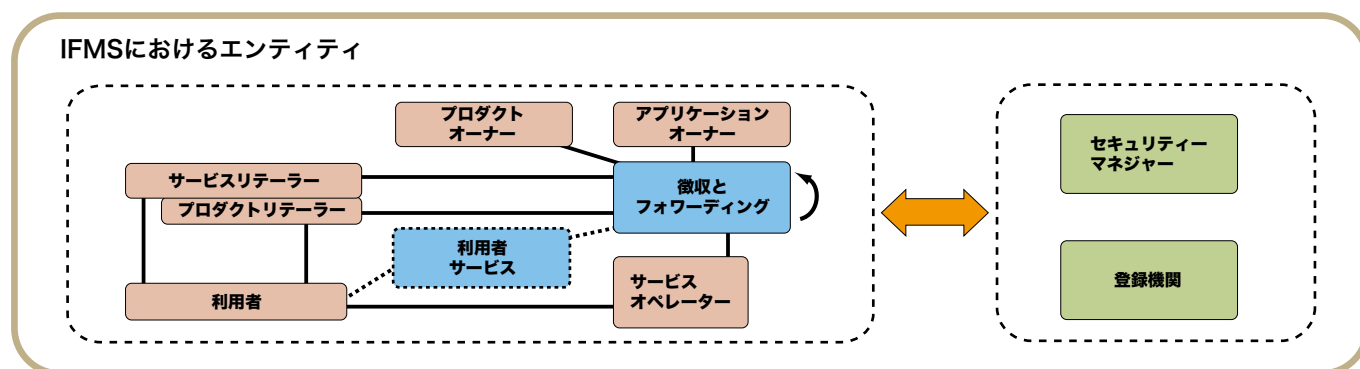 IFMSにおけるエンティティ
プロダクト
オーナー
アプリケーション
オーナー
サービスリテーラー
プロダクトリテーラー
徴収と
フォワーディング
利用者
サービス
利用者
サービス
オペレーター
セキュリティー
マネジャー
登録機関